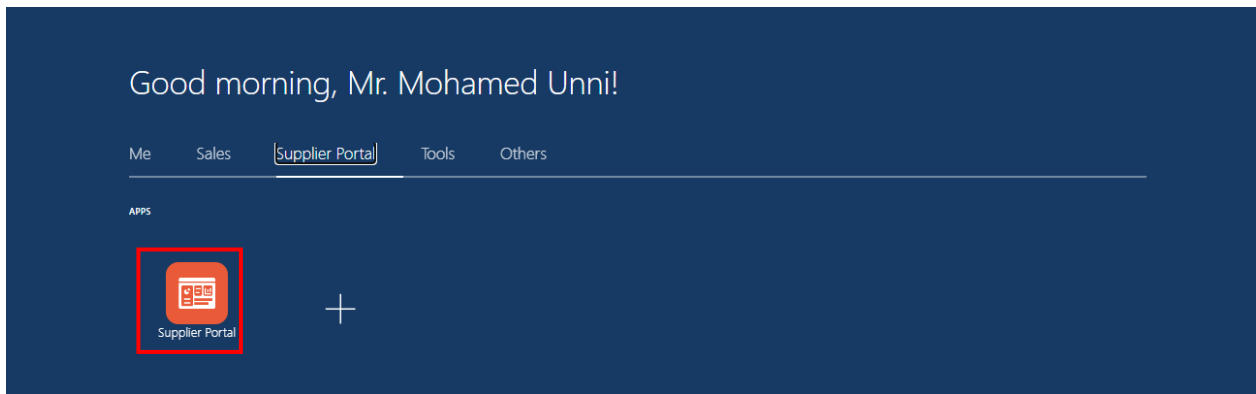 Good morning, Mr. Mohamed Unni!
Me Sales Supplier Portal Tools Others
APPS
Supplier Portal